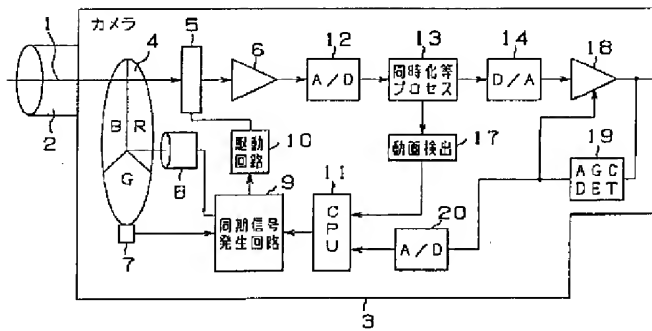 カメラ
1
4
5
6
12
13
14
18
A/D
同時化等
プロセス
D/A
2
B
R
G
8
駆動
回路
10
動画検出
17
19
AGC
DET
7
9
同期信号
発生回路
11
CPU
20
A/D
3